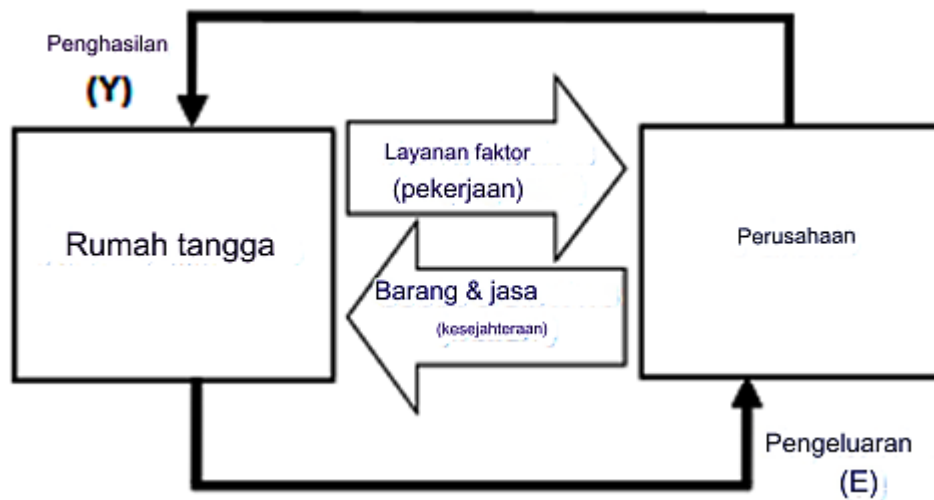 Penghasilan
(Y)
Layanan faktor
(pekerjaan)
Rumah tangga
Perusahaan
Barang & jasa
(kesejahteraan)
Pengeluaran
(E)